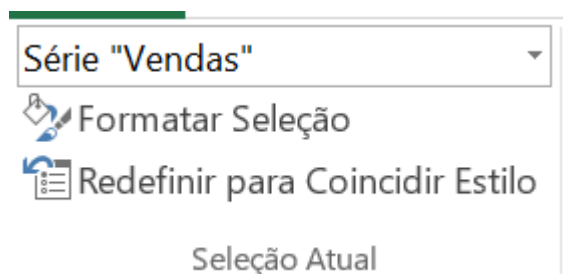 Série "Vendas"
Formatar Seleção
Redefinir para Coincidir Estilo
Seleção Atual